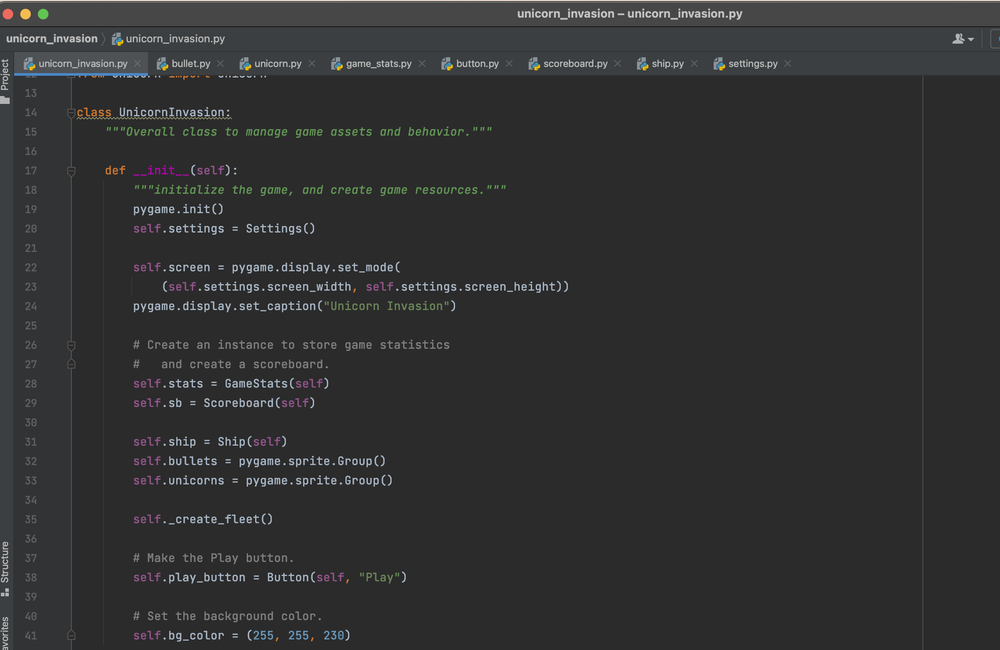 unicorn_invasion – unicorn_invasion.py
unicorn_invasion unicorn_invasion.py
unicorn_invasion.py bullet.py unicorn.py game_stats.py button.py scoreboard.py ship.py settings.py
Project
12 from unicorn import Unicorn
13
14 class UnicornInvasion:
15 """Overall class to manage game assets and behavior."""
16
17 def __init__(self):
18 """initialize the game, and create game resources."""
19 pygame.init()
20 self.settings = Settings()
21
22 self.screen = pygame.display.set_mode(
23 (self.settings.screen_width, self.settings.screen_height))
24 pygame.display.set_caption("Unicorn Invasion")
25
26 # Create an instance to store game statistics
27 #   and create a scoreboard.
28 self.stats = GameStats(self)
29 self.sb = Scoreboard(self)
30
31 self.ship = Ship(self)
32 self.bullets = pygame.sprite.Group()
33 self.unicorns = pygame.sprite.Group()
34
35 self._create_fleet()
36
37 # Make the Play button.
38 self.play_button = Button(self, "Play")
39
40 # Set the background color.
41 self.bg_color = (255, 255, 230)
Structure
avorites